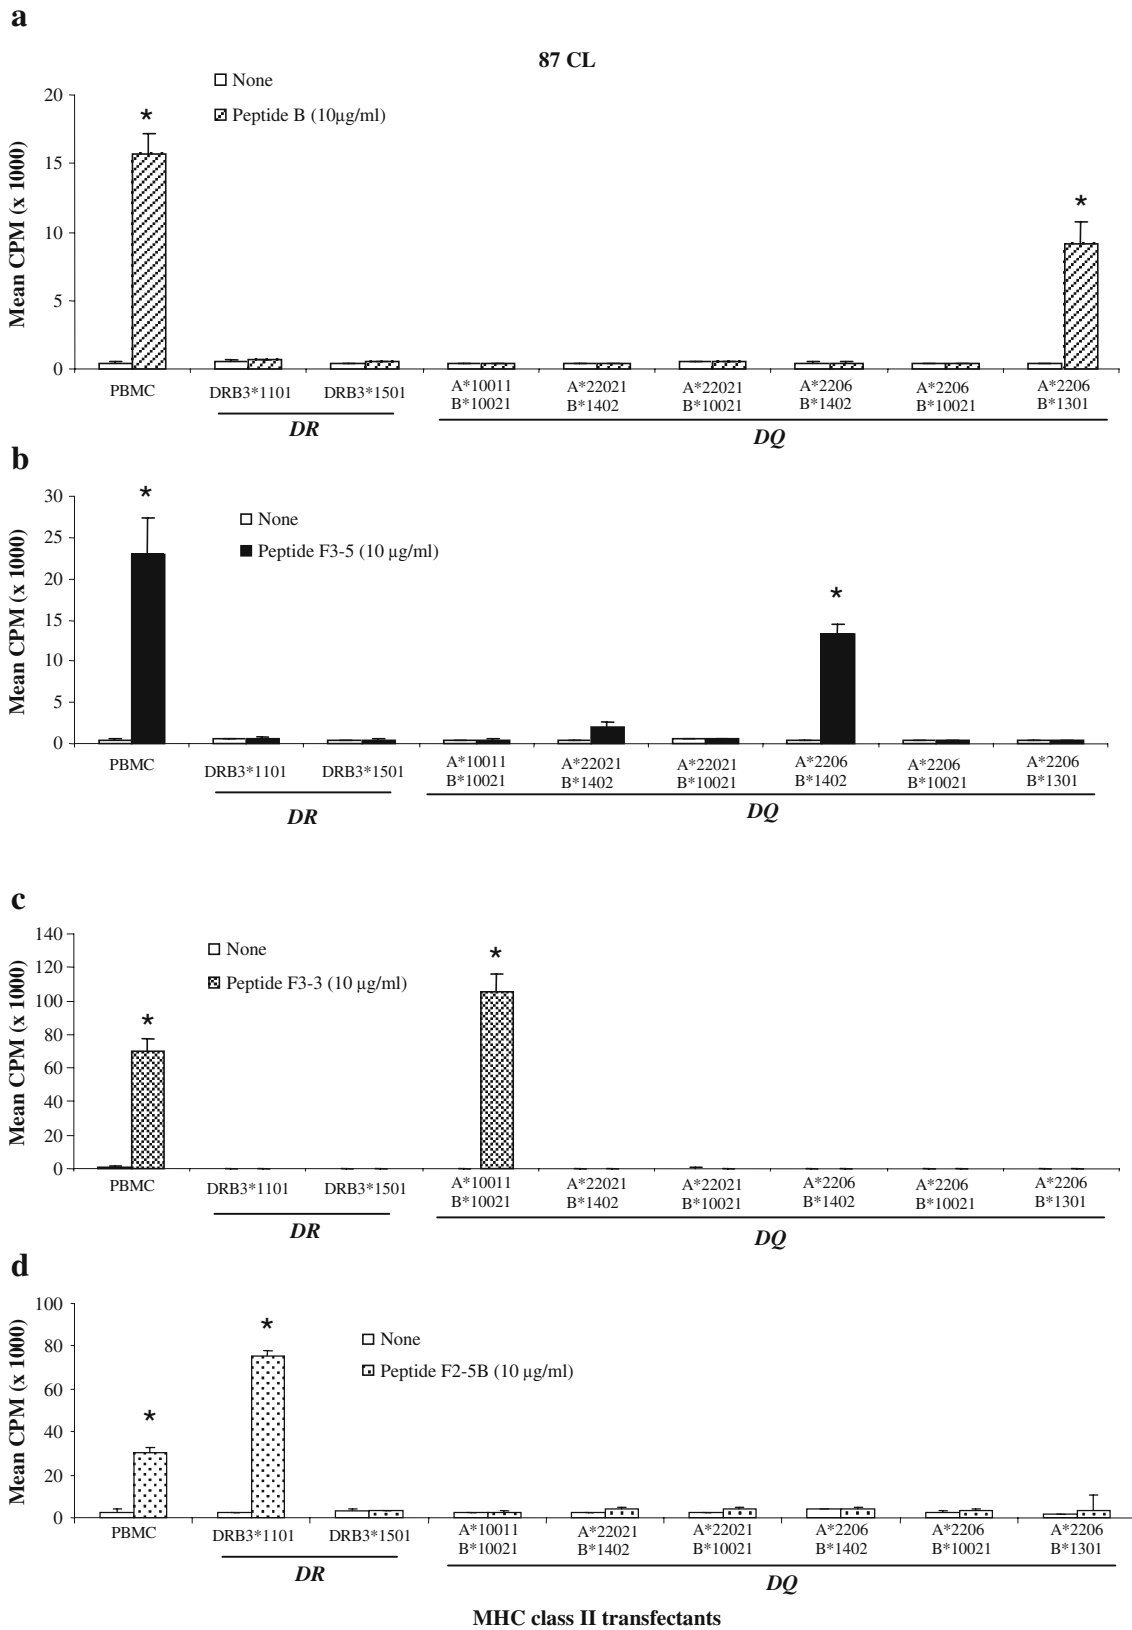 a
87 CL
None
Peptide B (10µg/ml)
Mean CPM (x 1000)
20
15
10
5
0
*
*
PBMC
DRB3*1101
DRB3*1501
A*10011
B*10021
A*22021
B*1402
A*22021
B*10021
A*2206
B*1402
A*2206
B*10021
A*2206
B*1301
DR
DQ
b
None
Peptide F3-5 (10 µg/ml)
Mean CPM (x 1000)
30
25
20
15
10
5
0
*
*
PBMC
DRB3*1101
DRB3*1501
A*10011
B*10021
A*22021
B*1402
A*22021
B*10021
A*2206
B*1402
A*2206
B*10021
A*2206
B*1301
DR
DQ
c
None
Peptide F3-3 (10 µg/ml)
Mean CPM (x 1000)
140
120
100
80
60
40
20
0
*
*
PBMC
DRB3*1101
DRB3*1501
A*10011
B*10021
A*22021
B*1402
A*22021
B*10021
A*2206
B*1402
A*2206
B*10021
A*2206
B*1301
DR
DQ
d
None
Peptide F2-5B (10 µg/ml)
Mean CPM (x 1000)
100
80
60
40
20
0
*
*
PBMC
DRB3*1101
DRB3*1501
A*10011
B*10021
A*22021
B*1402
A*22021
B*10021
A*2206
B*1402
A*2206
B*10021
A*2206
B*1301
DR
DQ
MHC class II transfectants